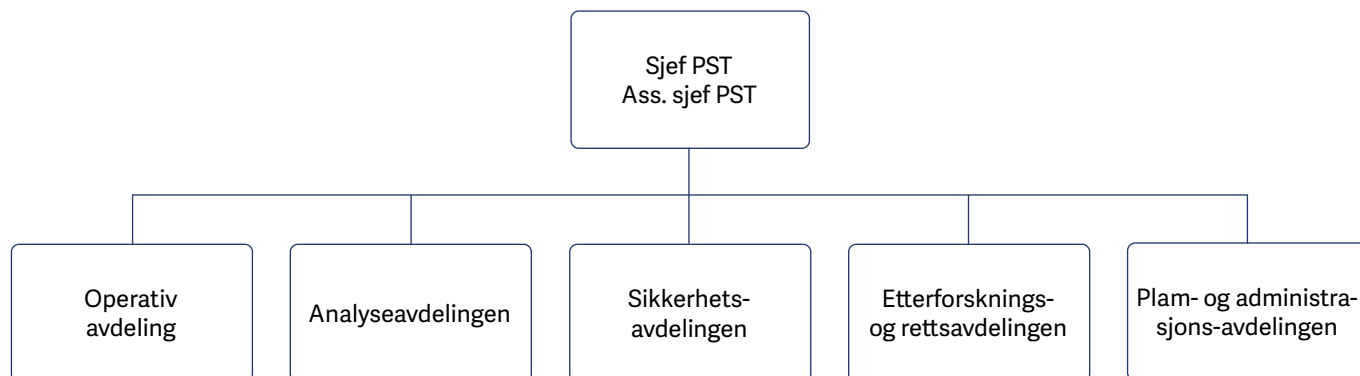 Sjef PST
Ass. sjef PST
Operativ
avdeling
Analyseavdelingen
Sikkerhets-
avdelingen
Etterforsknings-
og rettsavdelingen
Plam- og administra-
sjons-avdelingen